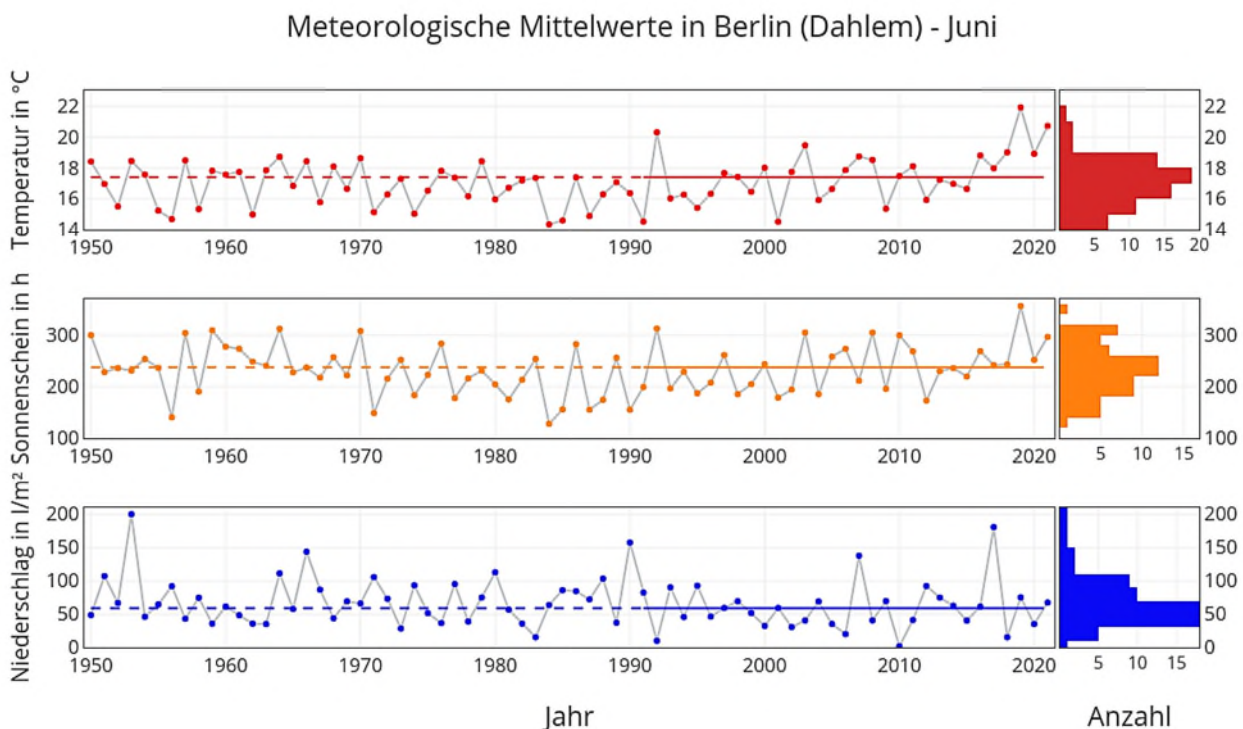 Meteorologische Mittelwerte in Berlin (Dahlem) - Juni
Temperatur in °C
22
20
18
16
14
1950 1960 1970 1980 1990 2000 2010 2020
22
20
18
16
14
5 10 15 20
Sonnenschein in h
300
200
100
1950 1960 1970 1980 1990 2000 2010 2020
300
200
100
5 10 15
Niederschlag in l/m²
200
150
100
50
0
1950 1960 1970 1980 1990 2000 2010 2020
200
150
100
50
0
5 10 15
Jahr
Anzahl